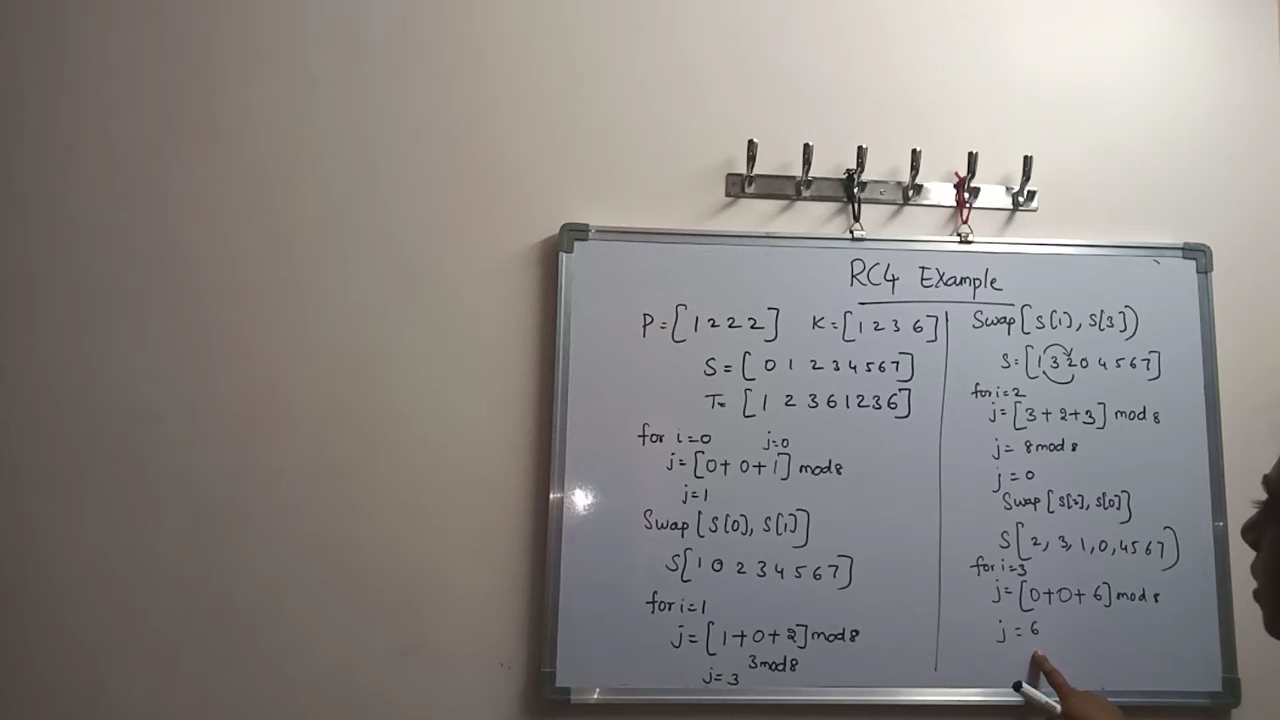 RC4 Example
P=[1 2 2 2] K=[1 2 3 6]
S=[0 1 2 3 4 5 6 7]
T=[1 2 3 6 1 2 3 6]
for i=0 j=0
j=[0+0+1] mod 8
j=1
Swap[S[0], S[1]]
S[1 0 2 3 4 5 6 7]
for i=1
j=[1+0+2] mod 8
3 mod 8
j=3
Swap[S[1], S[3])
S=[1 3 2 0 4 5 6 7]
for i=2
j=[3+2+3] mod 8
j= 8 mod 8
j=0
Swap[S[2], S[0]]
S[2, 3, 1, 0, 4 5 6 7)
for i=3
j=[0+0+6] mod 8
j=6